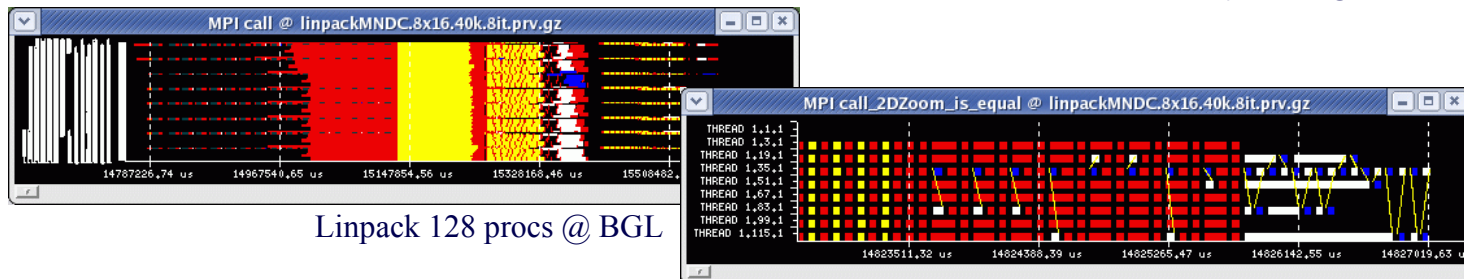 MPI call @ linpackMNDC.8x16.40k.8it.prv.gz
14787226,74 us 14967540,65 us 15147854,56 us 15328168,46 us 15508482,
Linpack 128 procs @ BGL
MPI call_2DZoom_is_equal @ linpackMNDC.8x16.40k.8it.prv.gz
THREAD 1.1.1
THREAD 1.3.1
THREAD 1.19.1
THREAD 1.35.1
THREAD 1.51.1
THREAD 1.67.1
THREAD 1.83.1
THREAD 1.99.1
THREAD 1.115.1
14823511,32 us 14824388,39 us 14825265,47 us 14826142,55 us 14827019,63 u